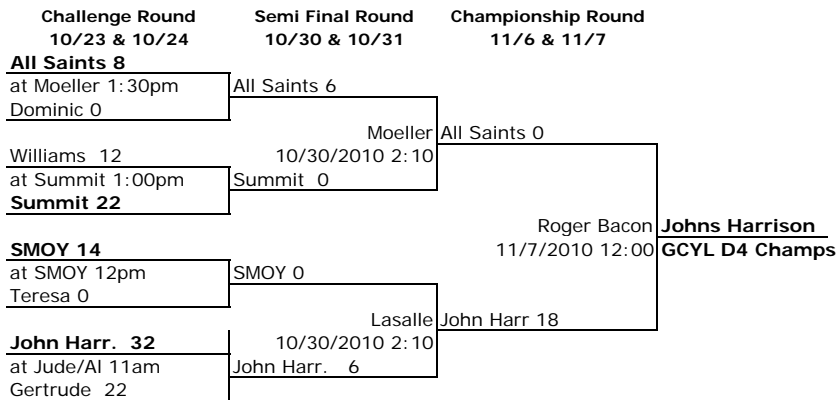 Challenge Round Semi Final Round Championship Round
10/23 & 10/24 10/30 & 10/31 11/6 & 11/7
All Saints 8
at Moeller 1:30pm All Saints 6
Dominic 0
Moeller All Saints 0
Williams 12 10/30/2010 2:10
at Summit 1:00pm Summit 0
Summit 22
Roger Bacon Johns Harrison
SMOY 14 11/7/2010 12:00 GCYL D4 Champs
at SMOY 12pm SMOY 0
Teresa 0
Lasalle John Harr 18
John Harr. 32 10/30/2010 2:10
at Jude/Al 11am John Harr. 6
Gertrude 22